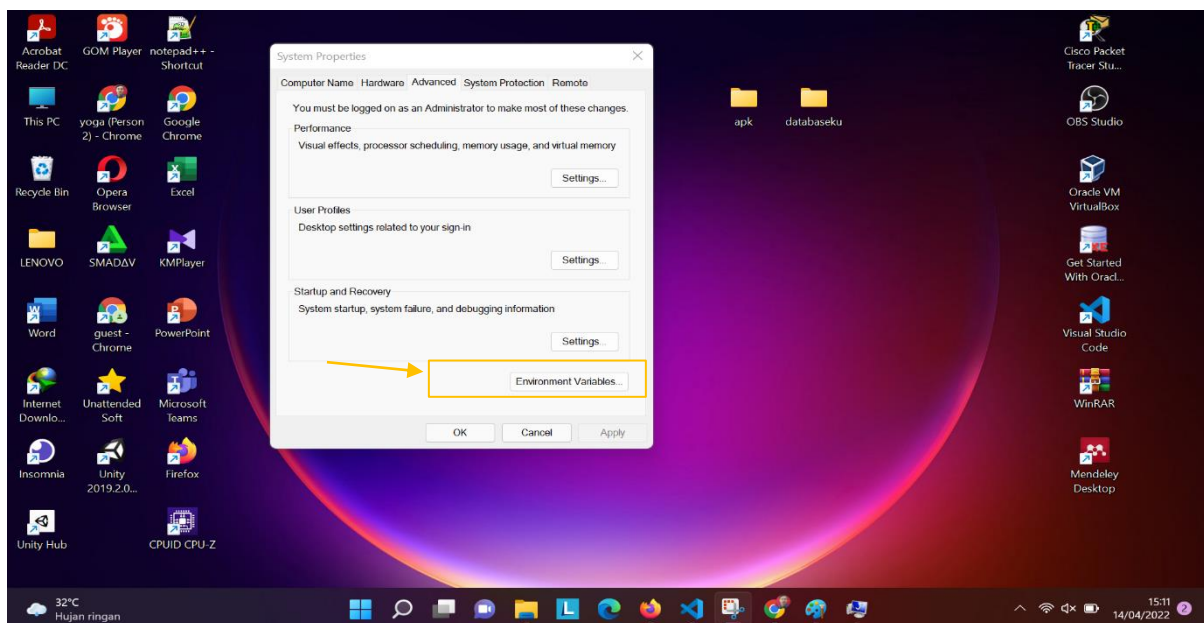 Acrobat
Reader DC
GOM Player
notepad++ -
Shortcut
This PC
yoga (Person
2) - Chrome
Google
Chrome
Recycle Bin
Opera
Browser
Excel
LENOVO
SMADΔV
KMPlayer
Word
guest -
Chrome
PowerPoint
Internet
Downlo...
Unattended
Soft
Microsoft
Teams
Insomnia
Unity
2019.2.0...
Firefox
Unity Hub
CPUID CPU-Z
System Properties
Computer Name Hardware Advanced System Protection Remote
You must be logged on as an Administrator to make most of these changes.
Performance
Visual effects, processor scheduling, memory usage, and virtual memory
Settings...
User Profiles
Desktop settings related to your sign-in
Settings...
Startup and Recovery
System startup, system failure, and debugging information
Settings...
Environment Variables...
OK Cancel Apply
apk
databaseku
Cisco Packet
Tracer Stu...
OBS Studio
Oracle VM
VirtualBox
Get Started
With Oracl...
Visual Studio
Code
WinRAR
Mendeley
Desktop
32°C
Hujan ringan
15:11
14/04/2022
2